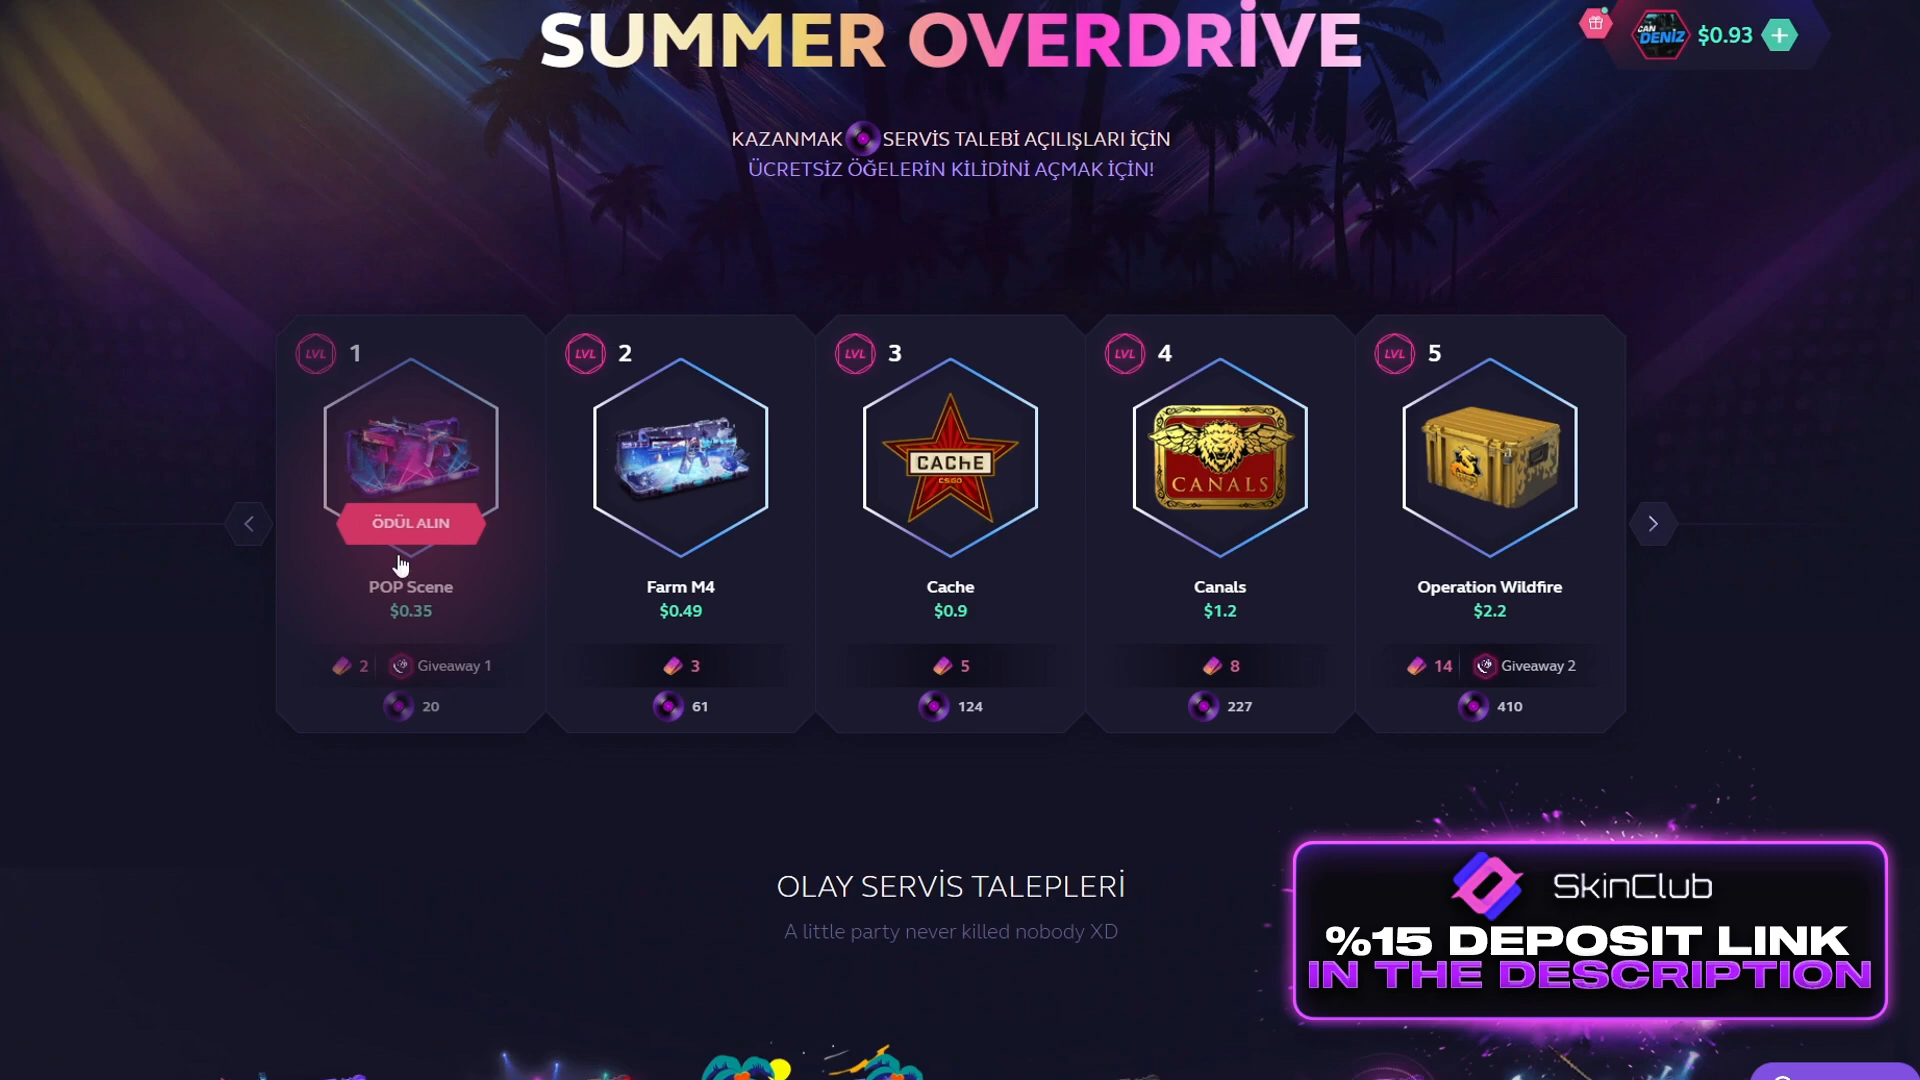 SUMMER OVERDRİVE
CAN
DENİZ
$0.93
KAZANMAK SERVİS TALEBİ AÇILIŞLARI İÇİN
ÜCRETSİZ ÖĞELERİN KİLİDİNİ AÇMAK İÇİN!
LVL 1
LVL 2
LVL 3
LVL 4
LVL 5
CAChE
CS:GO
CANALS
ÖDÜL ALIN
POP Scene
$0.35
Farm M4
$0.49
Cache
$0.9
Canals
$1.2
Operation Wildfire
$2.2
2 Giveaway 1
3
5
8
14 Giveaway 2
20
61
124
227
410
OLAY SERVİS TALEPLERİ
A little party never killed nobody XD
SkinClub
%15 DEPOSIT LINK
IN THE DESCRIPTION